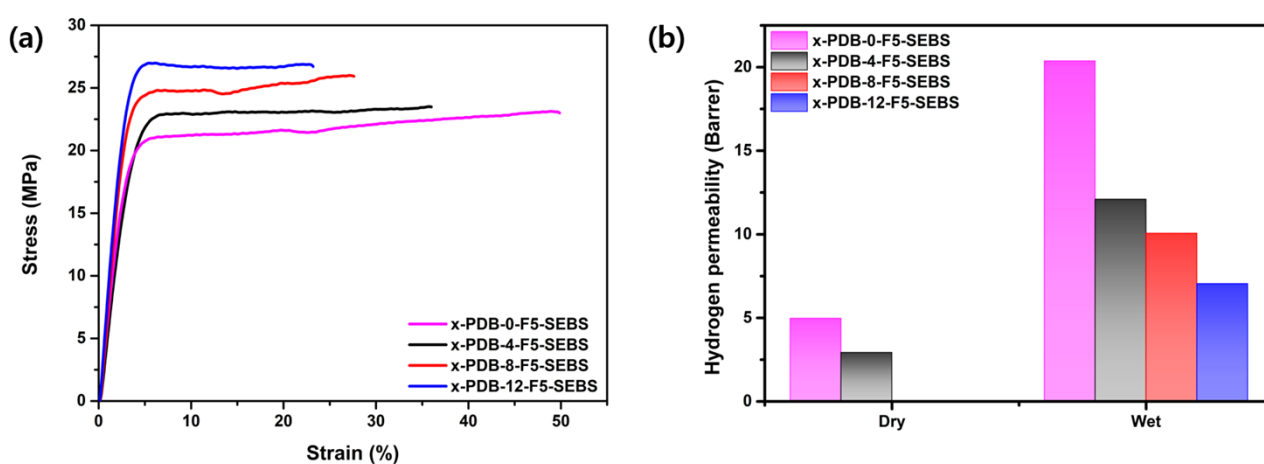 (a)
30
25
20
15
10
5
0
Stress (MPa)
x-PDB-0-F5-SEBS
x-PDB-4-F5-SEBS
x-PDB-8-F5-SEBS
x-PDB-12-F5-SEBS
0 10 20 30 40 50
Strain (%)
(b)
20
15
10
5
0
Hydrogen permeability (Barrer)
x-PDB-0-F5-SEBS
x-PDB-4-F5-SEBS
x-PDB-8-F5-SEBS
x-PDB-12-F5-SEBS
Dry Wet